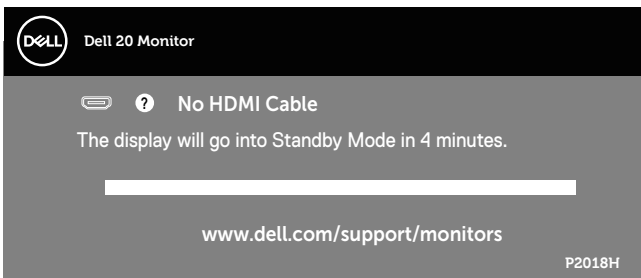 DELL
Dell 20 Monitor
? No HDMI Cable
The display will go into Standby Mode in 4 minutes.
www.dell.com/support/monitors
P2018H